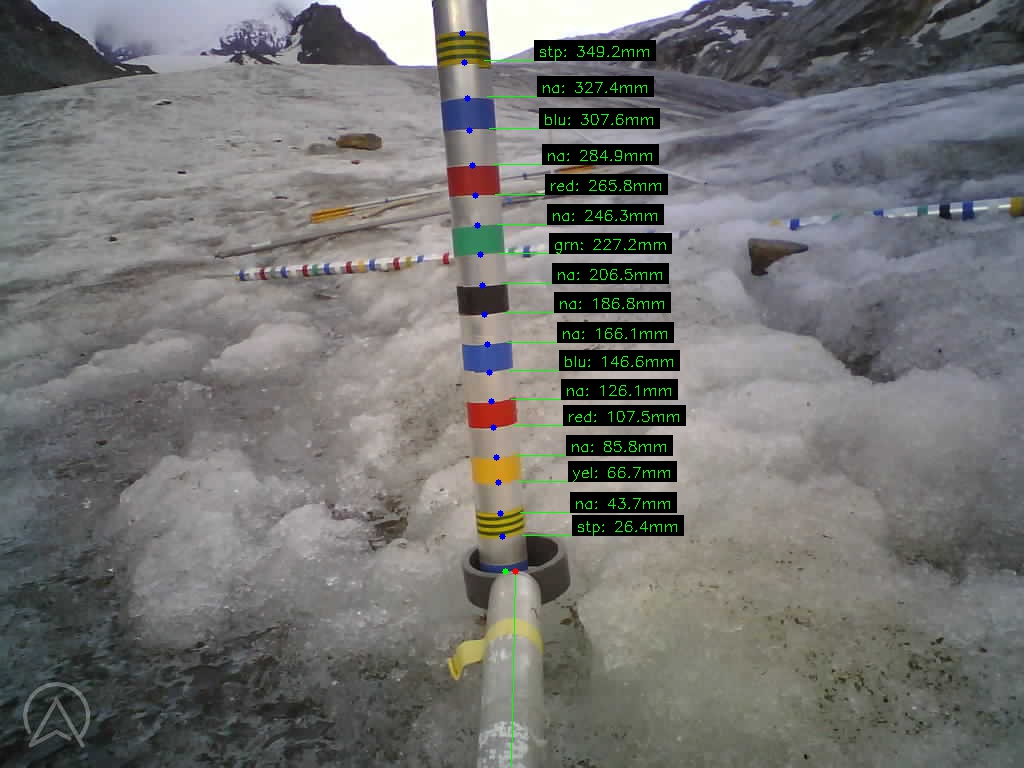 stp: 349.2mm
na: 327.4mm
blu: 307.6mm
na: 284.9mm
red: 265.8mm
na: 246.3mm
grn: 227.2mm
na: 206.5mm
na: 186.8mm
na: 166.1mm
blu: 146.6mm
na: 126.1mm
red: 107.5mm
na: 85.8mm
yel: 66.7mm
na: 43.7mm
stp: 26.4mm